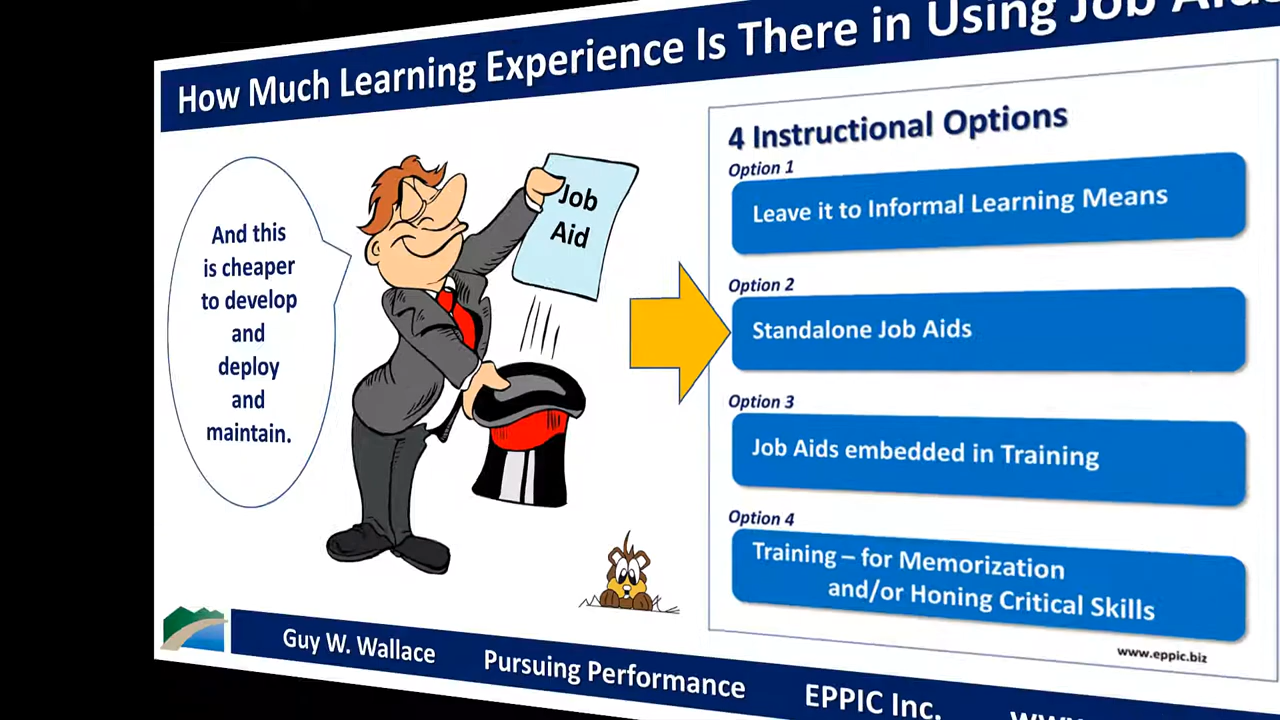 How Much Learning Experience Is There in Using Job
And this
is cheaper
to develop
and
deploy
and
maintain.
Job
Aid
4 Instructional Options
Option 1
Leave it to Informal Learning Means
Option 2
Standalone Job Aids
Option 3
Job Aids embedded in Training
Option 4
Training – for Memorization
and/or Honing Critical Skills
www.eppic.biz
Guy W. Wallace Pursuing Performance EPPIC Inc.